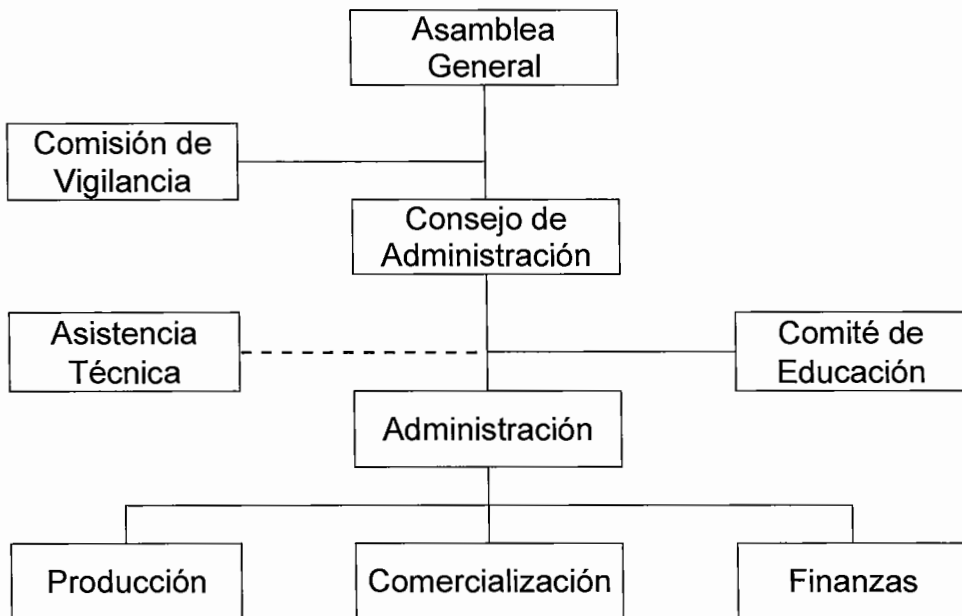 Asamblea
General
Comisión de
Vigilancia
Consejo de
Administración
Asistencia
Técnica
Comité de
Educación
Administración
Producción
Comercialización
Finanzas